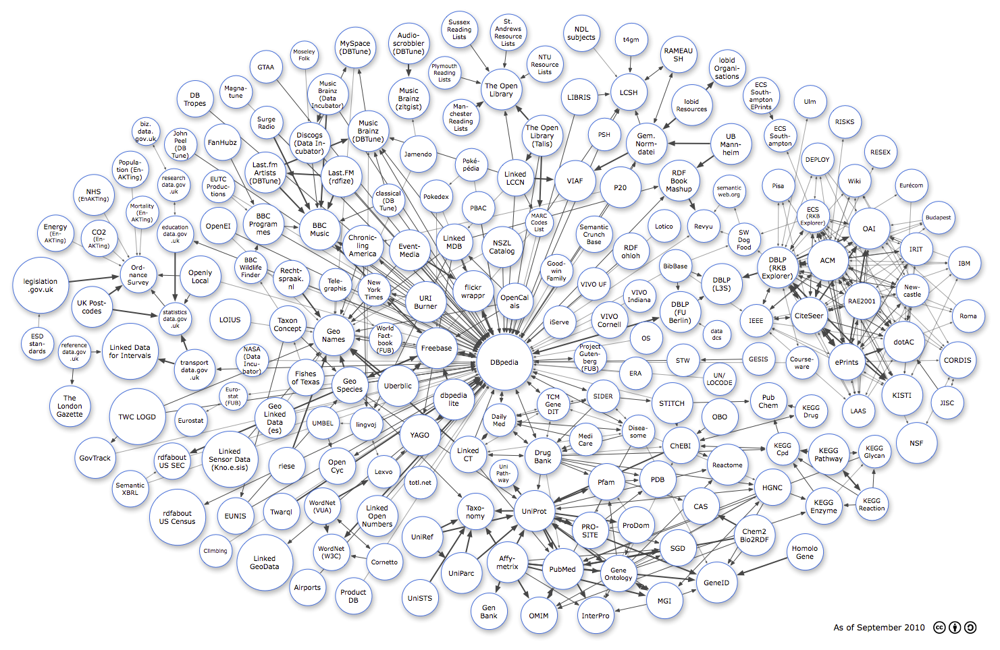 Sussex
Reading
Lists
St.
Andrews
Resource
Lists
NDL
subjects
t4gm
RAMEAU
SH
lobid
Organi-
sations
MySpace
(DBTune)
Audio-
scrobbler
(DBTune)
Moseley
Folk
GTAA
Plymouth
Reading
Lists
NTU
Resource
Lists
The Open
Library
LIBRIS
LCSH
lobid
Resources
ECS
South-
ampton
EPrints
Ulm
Magna-
tune
DB
Tropes
Music
Brainz
(Data
Incubator)
Music
Brainz
(zitgist)
Man-
chester
Reading
Lists
Surge
Radio
Music
Brainz
(DBTune)
The Open
Library
(Talis)
PSH
Gem.
Norm-
datei
UB
Mann-
heim
ECS
South-
ampton
RISKS
biz.
data.
gov.uk
John
Peel
(DB
Tune)
FanHubz
Discogs
(Data In-
cubator)
Jamendo
Poké-
pédia
DEPLOY
RESEX
Popula-
tion (En-
AKTing)
research
data.gov
.uk
EUTC
Produc-
tions
Last.fm
Artists
(DBTune)
Last.FM
(rdfize)
Linked
LCCN
VIAF
P20
RDF
Book
Mashup
semantic
web.org
Pisa
Wiki
Eurécom
NHS
(EnAKTing)
Mortality
(En-
AKTing)
classical
(DB
Tune)
Pokedex
PBAC
MARC
Codes
List
Semantic
Crunch
Base
Lotico
Revyu
SW
Dog
Food
ECS
(RKB
Explorer)
OAI
Budapest
Energy
(En-
AKTing)
CO2
(En-
AKTing)
education
data.gov
.uk
OpenEI
BBC
Program
mes
BBC
Music
Chronic-
ling
America
Event-
Media
Linked
MDB
NSZL
Catalog
RDF
ohloh
BibBase
DBLP
(RKB
Explorer)
ACM
IRIT
IBM
legislation
.gov.uk
Ord-
nance
Survey
Openly
Local
BBC
Wildlife
Finder
Recht-
spraak.
nl
Tele-
graphis
New
York
Times
URI
Burner
flickr
wrappr
OpenCal
ais
Good-
win
Family
VIVO UF
VIVO
Indiana
DBLP
(L3S)
RAE2001
New-
castle
UK Post-
codes
statistics
data.gov
.uk
LOIUS
Taxon
Concept
Geo
Names
World
Fact-
book
(FUB)
Freebase
iServe
VIVO
Cornell
DBLP
(FU
Berlin)
IEEE
CiteSeer
Roma
ESD
stan-
dards
reference
data.gov
.uk
Linked Data
for Intervals
transport
data.gov
.uk
NASA
(Data
Incu-
bator)
Fishes
of Texas
Geo
Species
Uberblic
DBpedia
Project
Guten-
berg
(FUB)
OS
data
dcs
STW
GESIS
Course-
ware
ePrints
dotAC
CORDIS
The
London
Gazette
TWC LOGD
Euro-
stat
(FUB)
Eurostat
Geo
Linked
Data
(es)
UMBEL
lingvoj
dbpedia
lite
YAGO
Daily
Med
TCM
Gene
DIT
SIDER
ERA
UN/
LOCODE
STITCH
Pub
Chem
KEGG
Drug
LAAS
KISTI
JISC
GovTrack
rdfabout
US SEC
Linked
Sensor Data
(Kno.e.sis)
riese
Open
Cyc
Lexvo
Linked
CT
Drug
Bank
Medi
Care
Disea-
some
OBO
ChEBI
KEGG
Cpd
KEGG
Pathway
KEGG
Glycan
NSF
Semantic
XBRL
rdfabout
US Census
EUNIS
Twarql
WordNet
(VUA)
Linked
Open
Numbers
totl.net
Uni
Path-
way
Taxo-
nomy
UniProt
Pfam
PDB
Reactome
HGNC
CAS
KEGG
Enzyme
KEGG
Reaction
Climbing
Linked
GeoData
WordNet
(W3C)
Cornetto
UniRef
UniParc
Affy-
metrix
PubMed
PRO-
SITE
ProDom
SGD
Chem2
Bio2RDF
Homolo
Gene
Airports
Product
DB
UniSTS
Gen
Bank
OMIM
InterPro
Gene
Ontology
MGI
GeneID
As of September 2010
cc